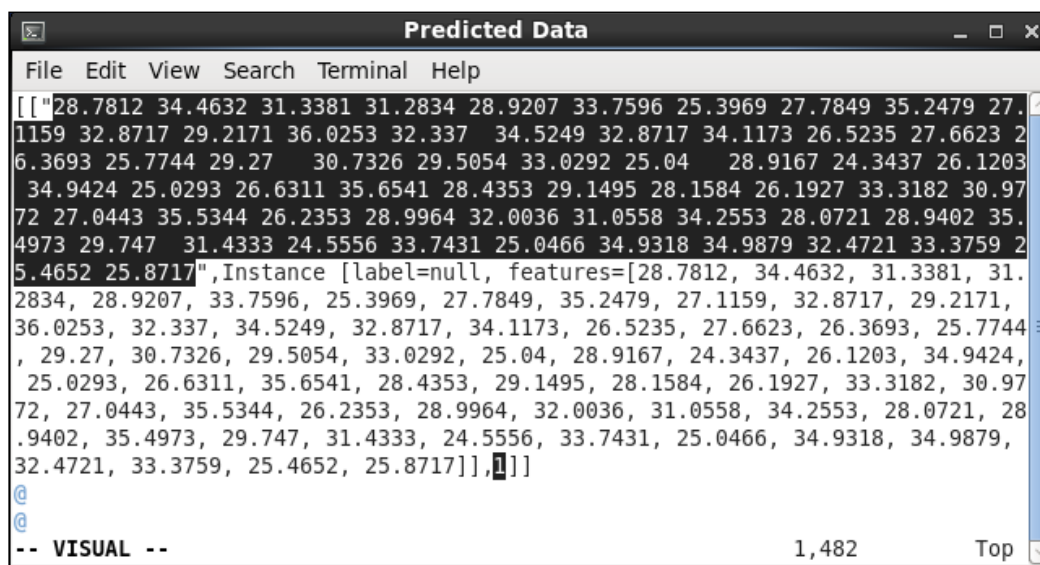 Predicted Data
File Edit View Search Terminal Help
[["28.7812 34.4632 31.3381 31.2834 28.9207 33.7596 25.3969 27.7849 35.2479 27.
1159 32.8717 29.2171 36.0253 32.337  34.5249 32.8717 34.1173 26.5235 27.6623 2
6.3693 25.7744 29.27   30.7326 29.5054 33.0292 25.04   28.9167 24.3437 26.1203
 34.9424 25.0293 26.6311 35.6541 28.4353 29.1495 28.1584 26.1927 33.3182 30.97
72 27.0443 35.5344 26.2353 28.9964 32.0036 31.0558 34.2553 28.0721 28.9402 35.
4973 29.747  31.4333 24.5556 33.7431 25.0466 34.9318 34.9879 32.4721 33.3759 2
5.4652 25.8717",Instance [label=null, features=[28.7812, 34.4632, 31.3381, 31.
2834, 28.9207, 33.7596, 25.3969, 27.7849, 35.2479, 27.1159, 32.8717, 29.2171,
36.0253, 32.337, 34.5249, 32.8717, 34.1173, 26.5235, 27.6623, 26.3693, 25.7744
, 29.27, 30.7326, 29.5054, 33.0292, 25.04, 28.9167, 24.3437, 26.1203, 34.9424,
 25.0293, 26.6311, 35.6541, 28.4353, 29.1495, 28.1584, 26.1927, 33.3182, 30.97
72, 27.0443, 35.5344, 26.2353, 28.9964, 32.0036, 31.0558, 34.2553, 28.0721, 28
.9402, 35.4973, 29.747, 31.4333, 24.5556, 33.7431, 25.0466, 34.9318, 34.9879,
32.4721, 33.3759, 25.4652, 25.8717]],1]]
@
@
-- VISUAL -- 1,482 Top